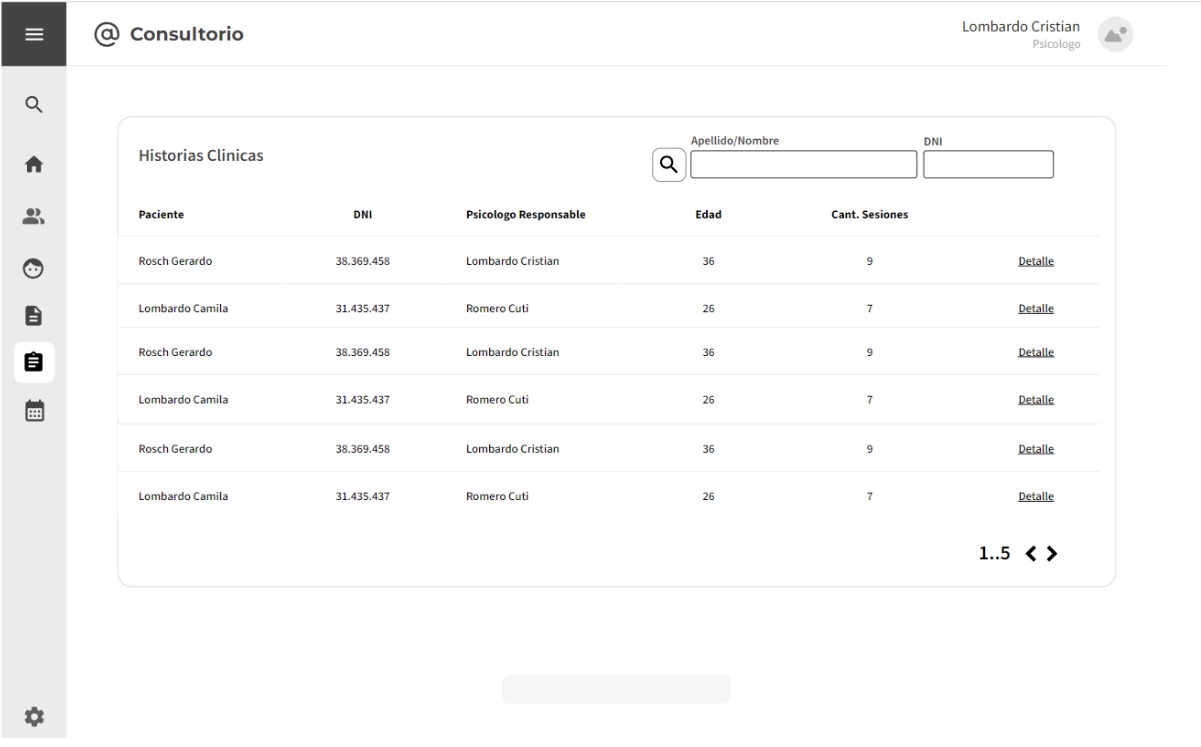 @ Consultorio
Lombardo Cristian
Psicologo
Historias Clinicas
Apellido/Nombre
DNI
Paciente DNI Psicologo Responsable Edad Cant. Sesiones
Rosch Gerardo 38.369.458 Lombardo Cristian 36 9 Detalle
Lombardo Camila 31.435.437 Romero Cuti 26 7 Detalle
Rosch Gerardo 38.369.458 Lombardo Cristian 36 9 Detalle
Lombardo Camila 31.435.437 Romero Cuti 26 7 Detalle
Rosch Gerardo 38.369.458 Lombardo Cristian 36 9 Detalle
Lombardo Camila 31.435.437 Romero Cuti 26 7 Detalle
1..5